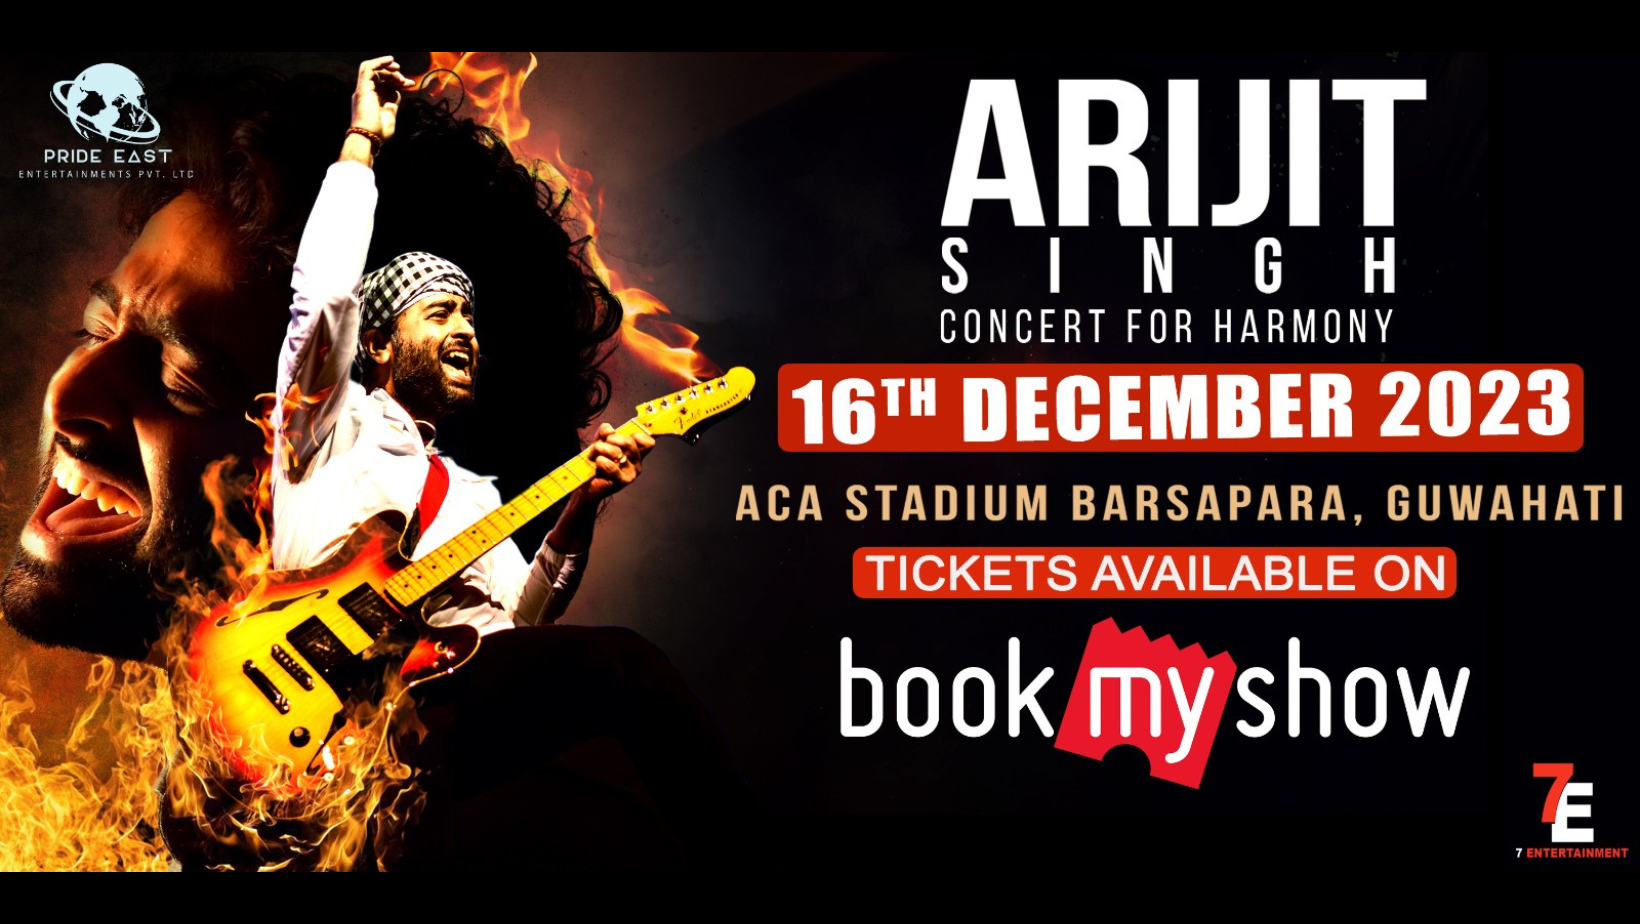 PRIDE EAST
ENTERTAINMENTS PVT. LTD
ARIJIT
SINGH
CONCERT FOR HARMONY
16TH DECEMBER 2023
ACA STADIUM BARSAPARA, GUWAHATI
TICKETS AVAILABLE ON
bookmyshow
7E
7 ENTERTAINMENT